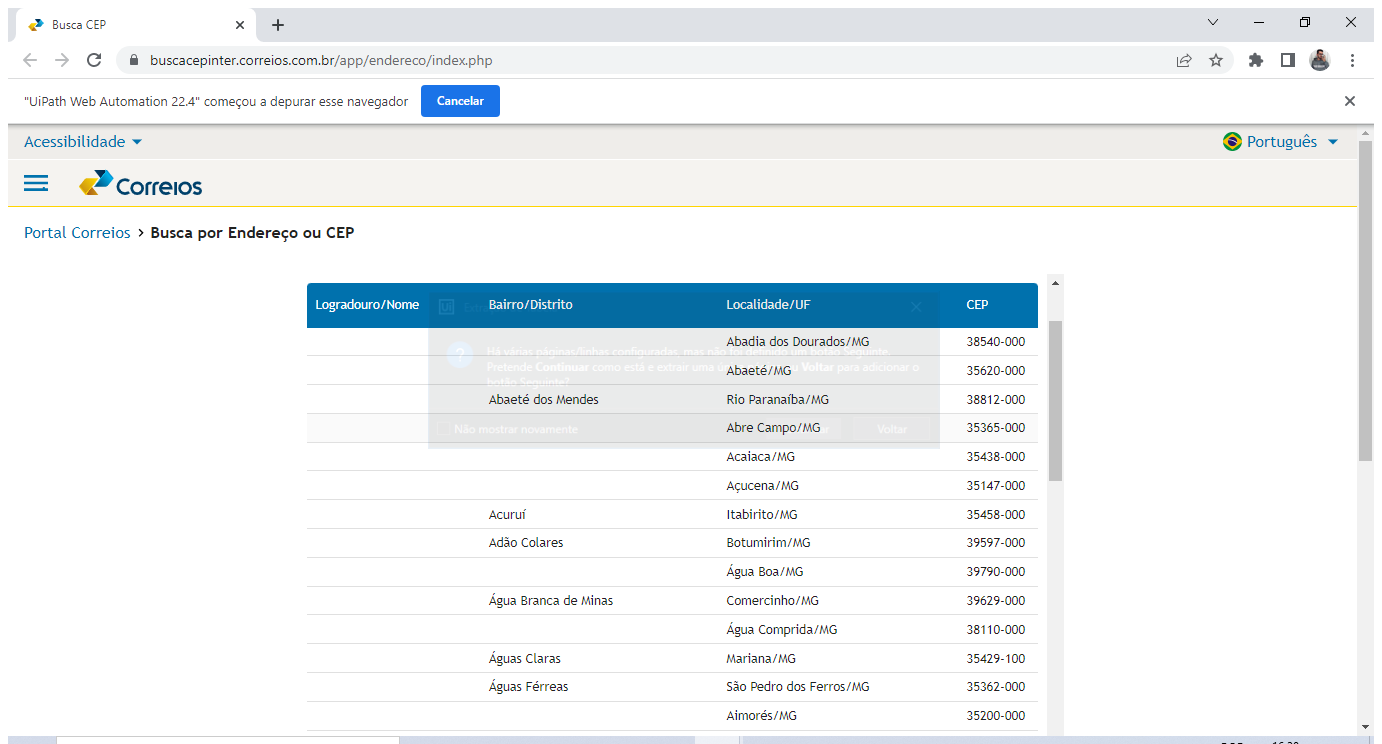 Busca CEP
buscacepinter.correios.com.br/app/endereco/index.php
"UiPath Web Automation 22.4" começou a depurar esse navegador Cancelar
Acessibilidade Português
Correios
Portal Correios > Busca por Endereço ou CEP
Logradouro/Nome Bairro/Distrito Localidade/UF CEP
Abadia dos Dourados/MG 38540-000
Há várias páginas/linhas configuradas, mas não foi definido um botão Seguinte.
Pretende Continuar como está e extrair uma Voltar para adicionar o
botão Seguinte?
Abaeté/MG 35620-000
Abaeté dos Mendes Rio Paranaíba/MG 38812-000
Abre Campo/MG 35365-000
Não mostrar novamente Voltar
Acaiaca/MG 35438-000
Açucena/MG 35147-000
Acuruí Itabirito/MG 35458-000
Adão Colares Botumirim/MG 39597-000
Água Boa/MG 39790-000
Água Branca de Minas Comercinho/MG 39629-000
Água Comprida/MG 38110-000
Águas Claras Mariana/MG 35429-100
Águas Férreas São Pedro dos Ferros/MG 35362-000
Aimorés/MG 35200-000